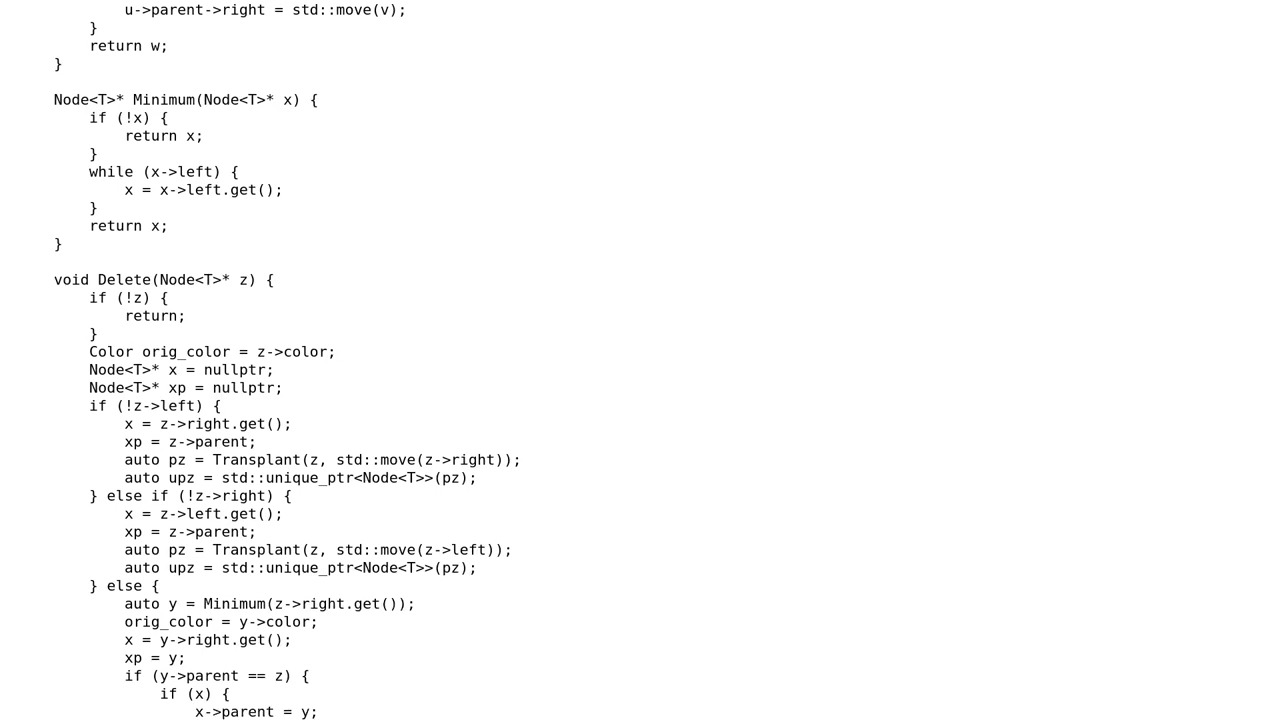 u->parent->right = std::move(v);
        }
        return w;
    }

    Node<T>* Minimum(Node<T>* x) {
        if (!x) {
            return x;
        }
        while (x->left) {
            x = x->left.get();
        }
        return x;
    }

    void Delete(Node<T>* z) {
        if (!z) {
            return;
        }
        Color orig_color = z->color;
        Node<T>* x = nullptr;
        Node<T>* xp = nullptr;
        if (!z->left) {
            x = z->right.get();
            xp = z->parent;
            auto pz = Transplant(z, std::move(z->right));
            auto upz = std::unique_ptr<Node<T>>(pz);
        } else if (!z->right) {
            x = z->left.get();
            xp = z->parent;
            auto pz = Transplant(z, std::move(z->left));
            auto upz = std::unique_ptr<Node<T>>(pz);
        } else {
            auto y = Minimum(z->right.get());
            orig_color = y->color;
            x = y->right.get();
            xp = y;
            if (y->parent == z) {
                if (x) {
                    x->parent = y;